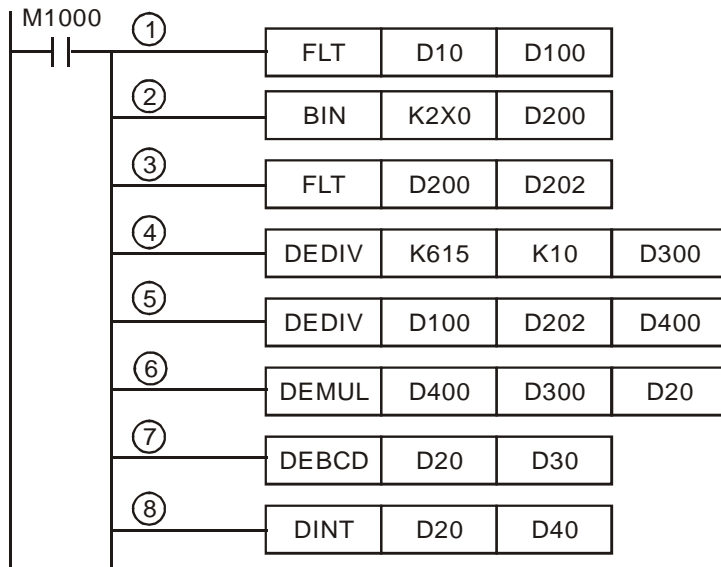 M1000
1 FLT D10 D100
2 BIN K2X0 D200
3 FLT D200 D202
4 DEDIV K615 K10 D300
5 DEDIV D100 D202 D400
6 DEMUL D400 D300 D20
7 DEBCD D20 D30
8 DINT D20 D40